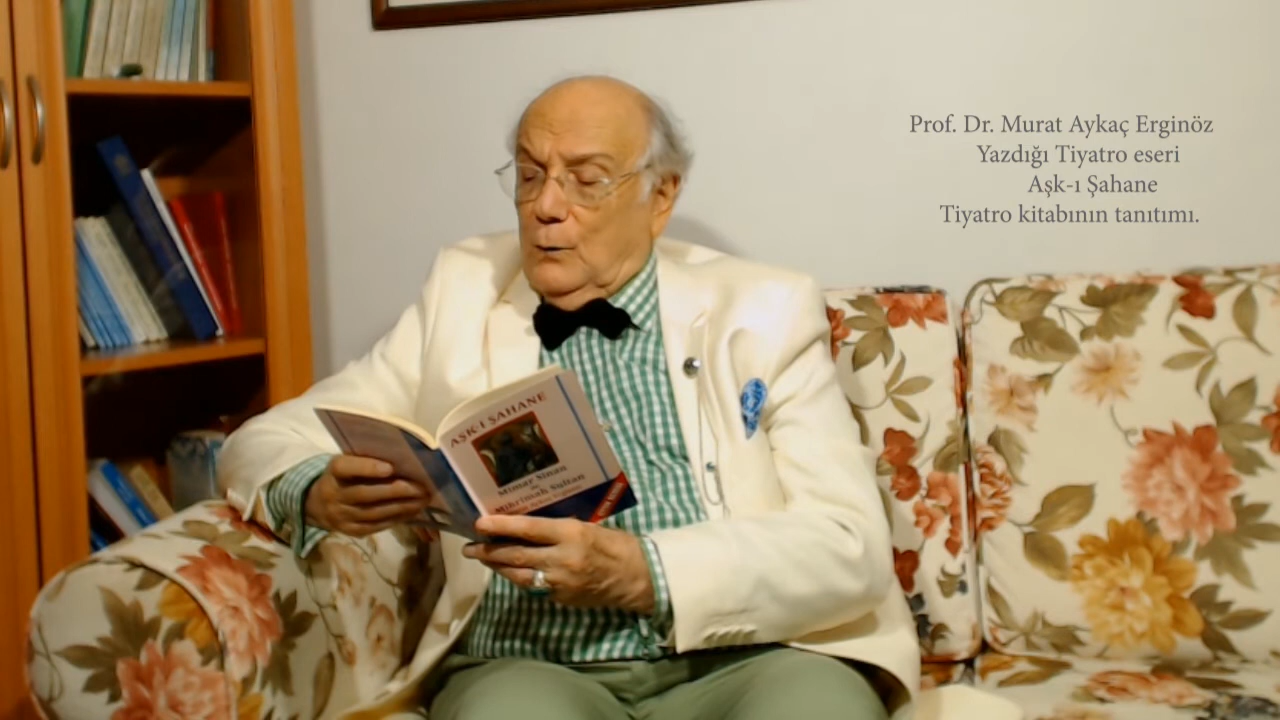 Prof. Dr. Murat Aykaç Erginöz
Yazdığı Tiyatro eseri
Aşk-ı Şahane
Tiyatro kitabının tanıtımı.
AŞK-I ŞAHANE
Mimar Sinan
ile
Mihrimah Sultan